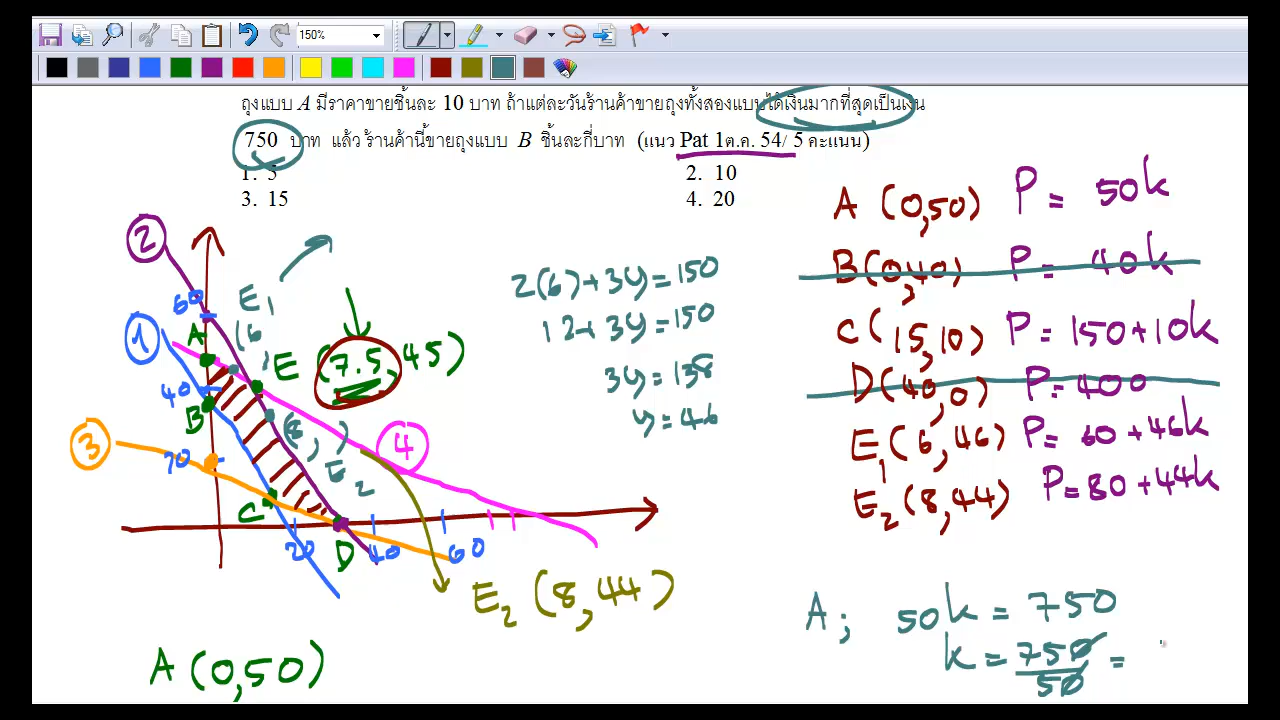 150%
ถุงแบบ A มีราคาขายชิ้นละ 10 บาท ถ้าแต่ละวันร้านค้าขายถุงทั้งสองแบบได้เงินมากที่สุดเป็นเงิน
750 บาท แล้ว ร้านค้านี้ขายถุงแบบ B ชิ้นละกี่บาท (แนว Pat 1ต.ค. 54/ 5 คะแนน)
1. 5 2. 10
3. 15 4. 20
A (0,50) P = 50k
B (0,40) P = 40k
C (15,10) P = 150+10k
D (40,0) P = 400
E1 (6,46) P = 60+46k
E2 (8,44) P = 80+44k
2(6)+3y=150
12+3y=150
3y=138
y=46
2
E1
(6,
60
1
A
E (7.5,45)
40
B
(8, )
E2
4
3
20
C
20
D
40
60
E2 (8,44)
A (0,50)
A; 50k = 750
k = 750/50 =